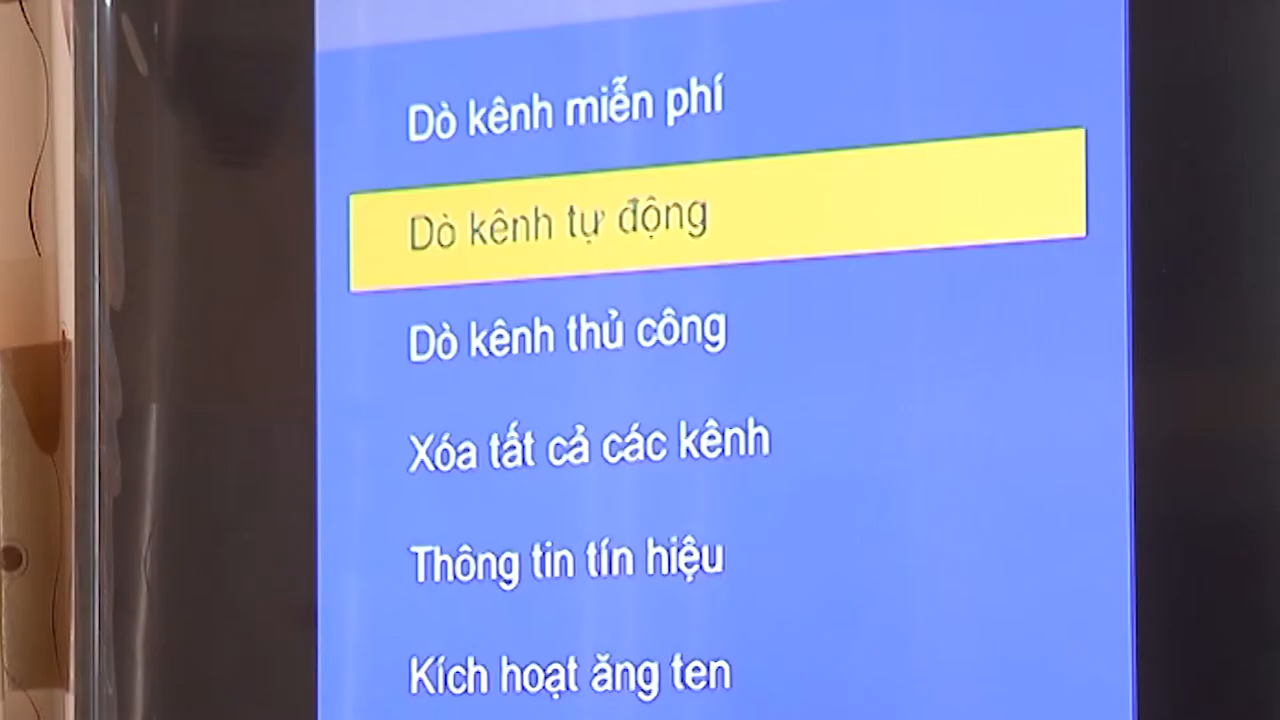 Dò kênh miễn phí
Dò kênh tự động
Dò kênh thủ công
Xóa tất cả các kênh
Thông tin tín hiệu
Kích hoạt ăng ten